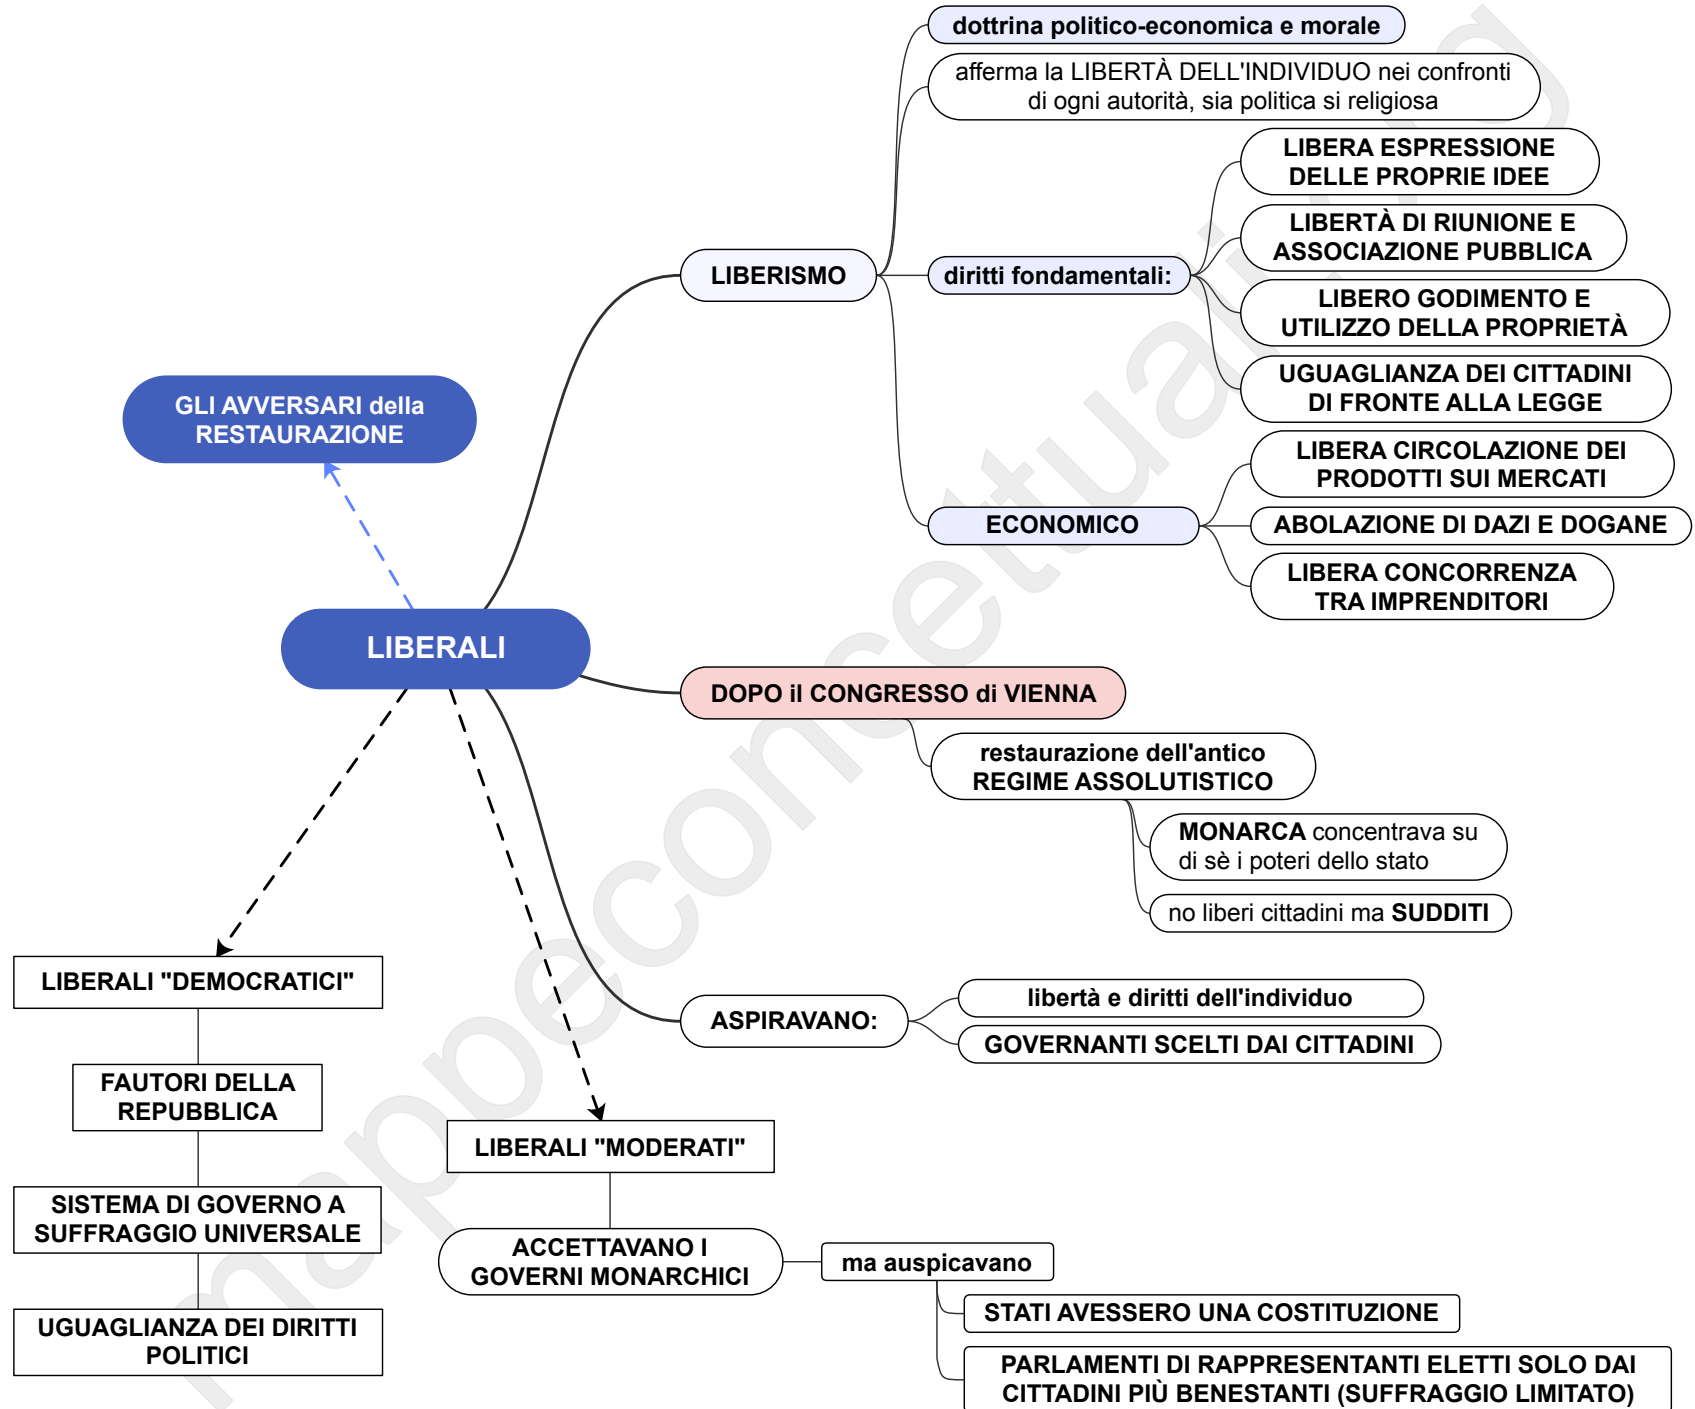 dottrina politico-economica e morale
afferma la LIBERTÀ DELL'INDIVIDUO nei confronti
di ogni autorità, sia politica si religiosa
LIBERA ESPRESSIONE
DELLE PROPRIE IDEE
LIBERTÀ DI RIUNIONE E
ASSOCIAZIONE PUBBLICA
LIBERISMO
diritti fondamentali:
LIBERO GODIMENTO E
UTILIZZO DELLA PROPRIETÀ
UGUAGLIANZA DEI CITTADINI
DI FRONTE ALLA LEGGE
GLI AVVERSARI della
RESTAURAZIONE
LIBERA CIRCOLAZIONE DEI
PRODOTTI SUI MERCATI
ECONOMICO
ABOLAZIONE DI DAZI E DOGANE
LIBERA CONCORRENZA
TRA IMPRENDITORI
LIBERALI
DOPO il CONGRESSO di VIENNA
restaurazione dell'antico
REGIME ASSOLUTISTICO
MONARCA concentrava su
di sè i poteri dello stato
no liberi cittadini ma SUDDITI
ASPIRAVANO:
libertà e diritti dell'individuo
GOVERNANTI SCELTI DAI CITTADINI
LIBERALI "DEMOCRATICI"
FAUTORI DELLA
REPUBBLICA
SISTEMA DI GOVERNO A
SUFFRAGGIO UNIVERSALE
UGUAGLIANZA DEI DIRITTI
POLITICI
LIBERALI "MODERATI"
ACCETTAVANO I
GOVERNI MONARCHICI
ma auspicavano
STATI AVESSERO UNA COSTITUZIONE
PARLAMENTI DI RAPPRESENTANTI ELETTI SOLO DAI
CITTADINI PIÙ BENESTANTI (SUFFRAGGIO LIMITATO)
mappeconcettuali.org